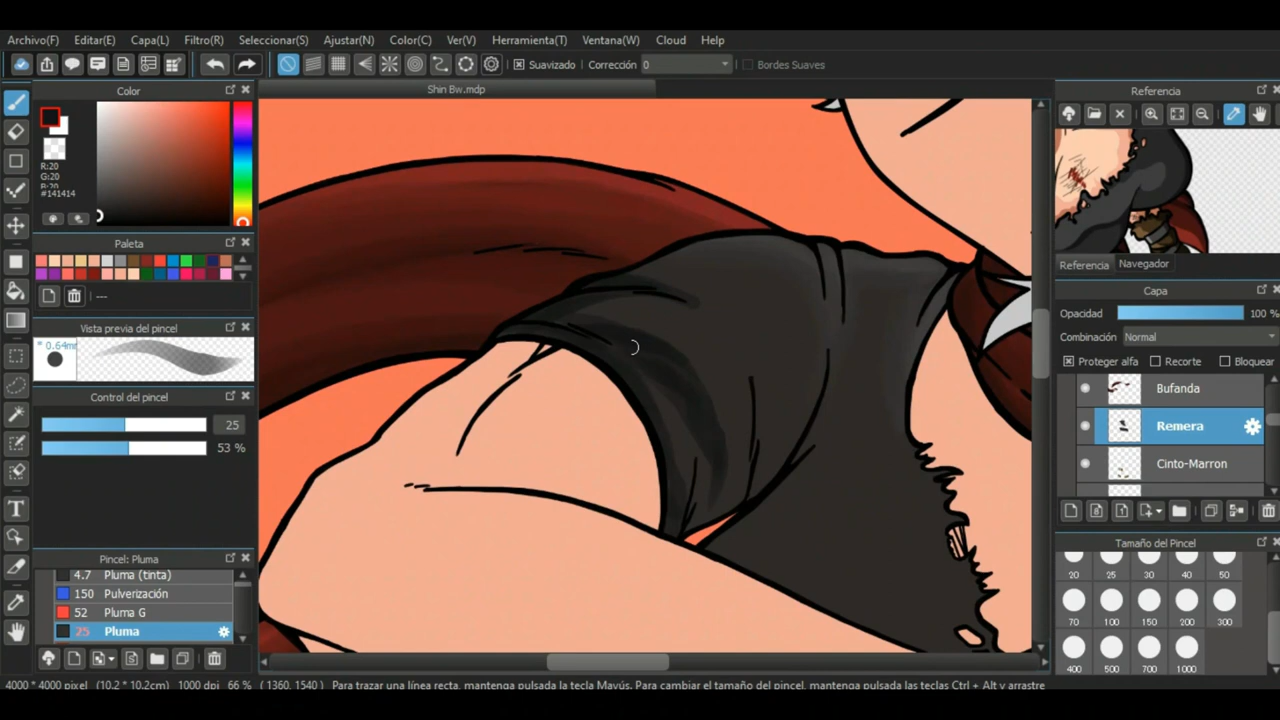 Archivo(F) Editar(E) Capa(L) Filtro(R) Seleccionar(S) Ajustar(N) Color(C) Ver(V) Herramienta(T) Ventana(W) Cloud Help
Suavizado Corrección 0 Bordes Suaves
Color
Shin Bw.mdp
Referencia
R:20
G:20
B:20
#141414
Paleta
---
Vista previa del pincel
* 0.64m
Control del pincel
25
53 %
Pincel: Pluma
4.7 Pluma (tinta)
150 Pulverización
52 Pluma G
25 Pluma
Referencia Navegador
Capa
Opacidad 100 %
Combinación Normal
Proteger alfa Recorte Bloquear
Bufanda
Remera
Cinto-Marron
Tamaño del Pincel
20 25 30 40 50
70 100 150 200 300
400 500 700 1000
4000 * 4000 pixel (10.2 * 10.2cm) 1000 dpi 66 % ( 1360, 1540 ) Para trazar una línea recta, mantenga pulsada la tecla Mayús. Para cambiar el tamaño del pincel, mantenga pulsadas las teclas Ctrl + Alt y arrastre